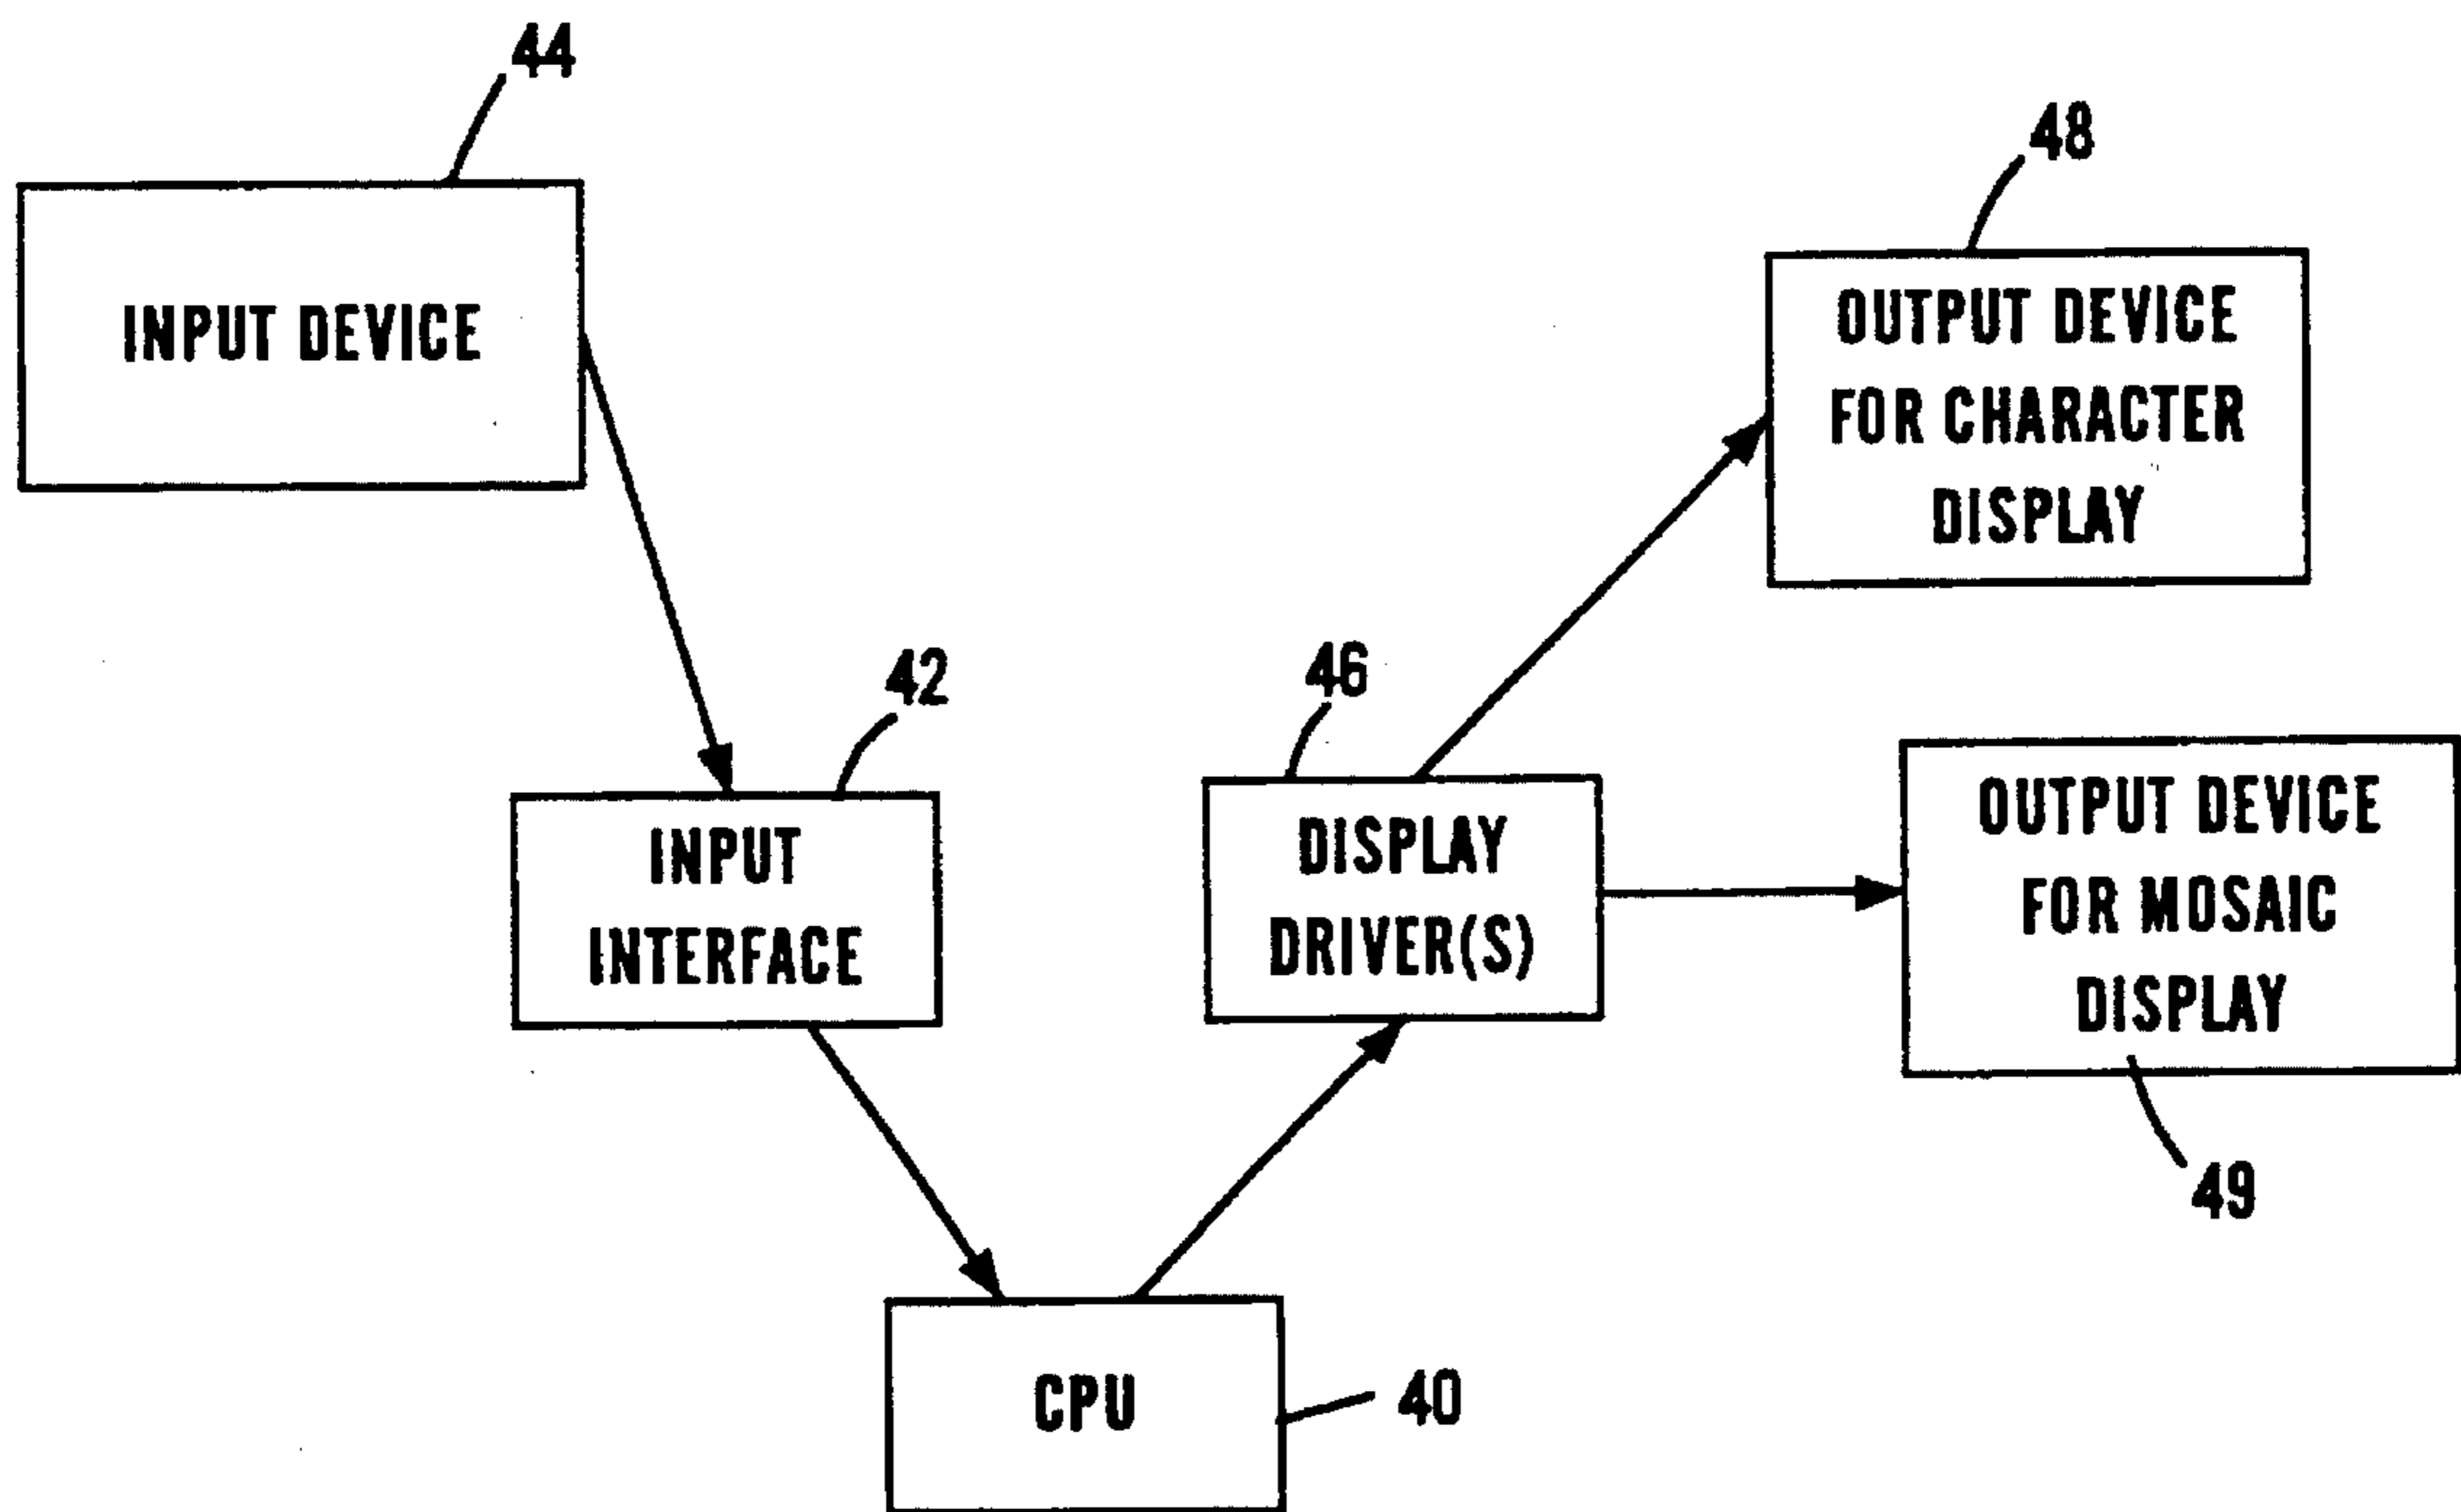 44
INPUT DEVICE
48
OUTPUT DEVICE
FOR CHARACTER
DISPLAY
42
INPUT
INTERFACE
46
DISPLAY
DRIVER(S)
OUTPUT DEVICE
FOR MOSAIC
DISPLAY
49
CPU
40